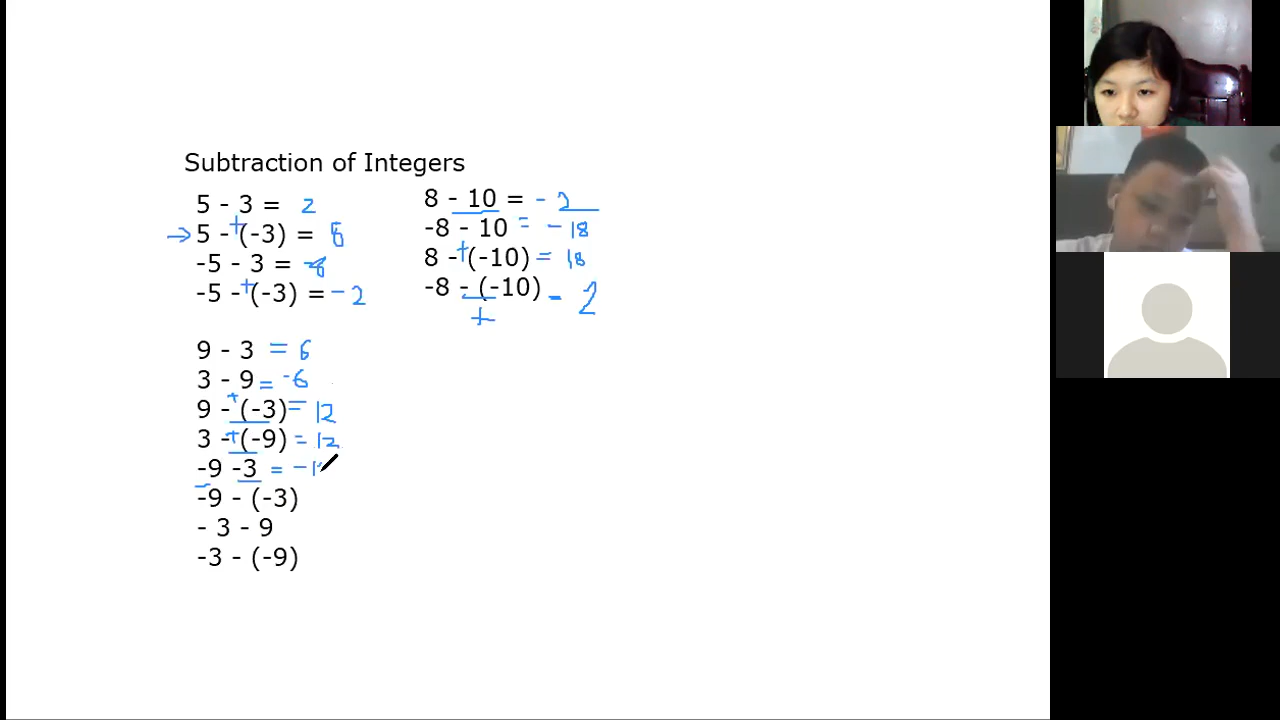 Subtraction of Integers
5 - 3 = 2
5 - +(-3) = 8
-5 - 3 = -8
-5 - +(-3) = -2
8 - 10 = - 2
-8 - 10 = - 18
8 - +(-10) = 18
-8 - (-10) = 2
+
9 - 3 = 6
3 - 9 = -6
9 - +(-3) = 12
3 - +(-9) = 12
-9 -3 = -1
-9 - (-3)
- 3 - 9
-3 - (-9)